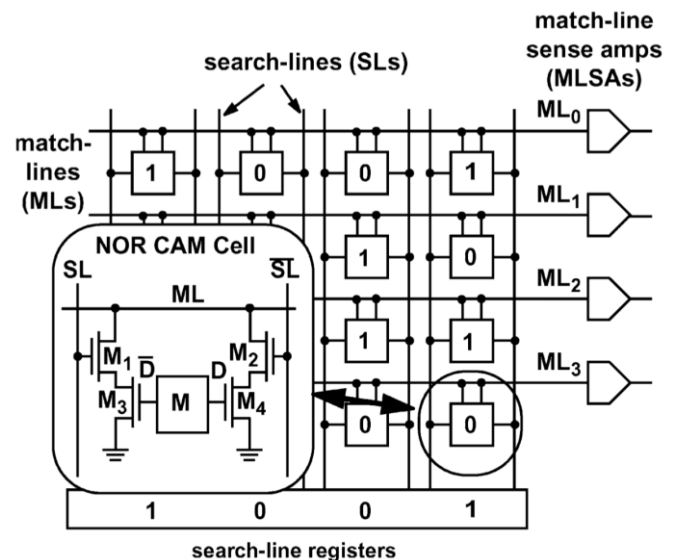 match-line
sense amps
(MLSAs)
search-lines (SLs)
match-
lines
(MLs)
ML0
1 0 0 1
ML1
1 0
ML2
1 1
ML3
0 0
NOR CAM Cell
SL S̅L̅
ML
M1 D̅ D M2
M3 M M4
1 0 0 1
search-line registers